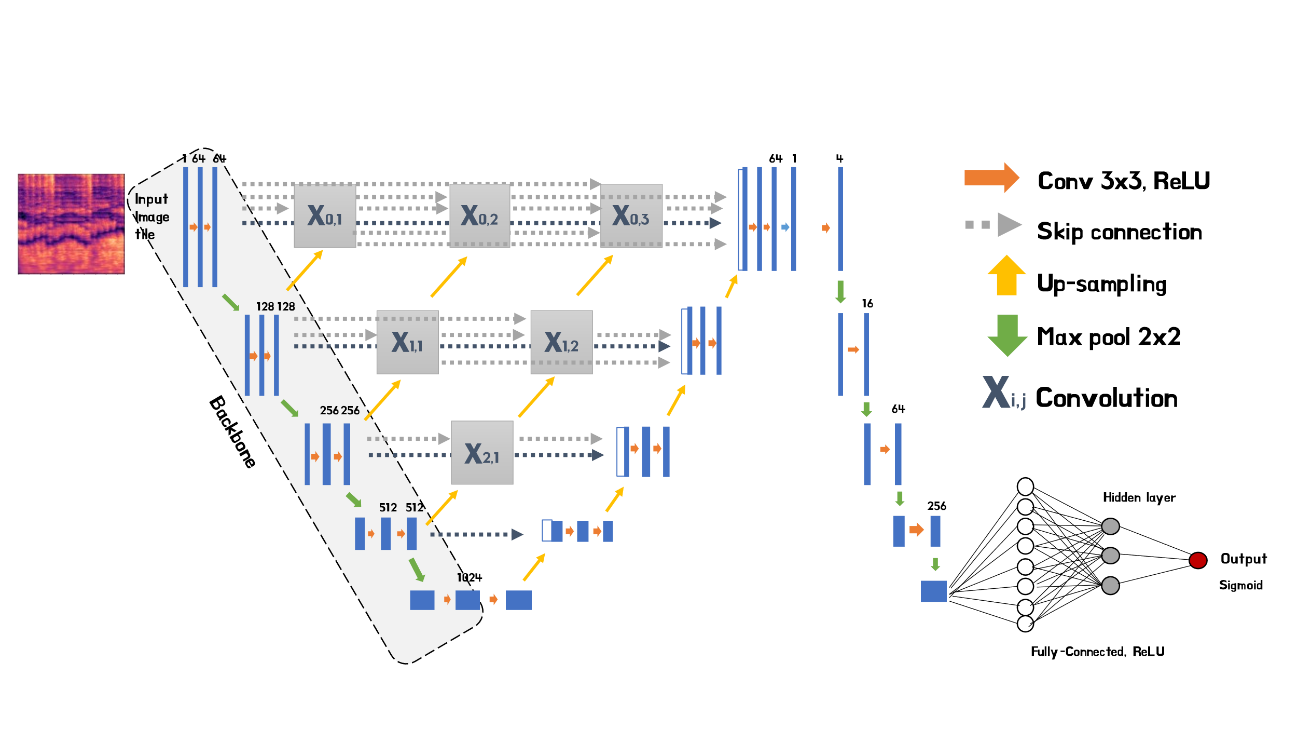 1 64 64
Input
image
tile
128 128
256 256
512 512
1024
Backbone
X0,1
X0,2
X0,3
X1,1
X1,2
X2,1
64 1
4
16
64
256
Conv 3x3, ReLU
Skip connection
Up-sampling
Max pool 2x2
Xi,j Convolution
Hidden layer
Output
Sigmoid
Fully-Connected, ReLU